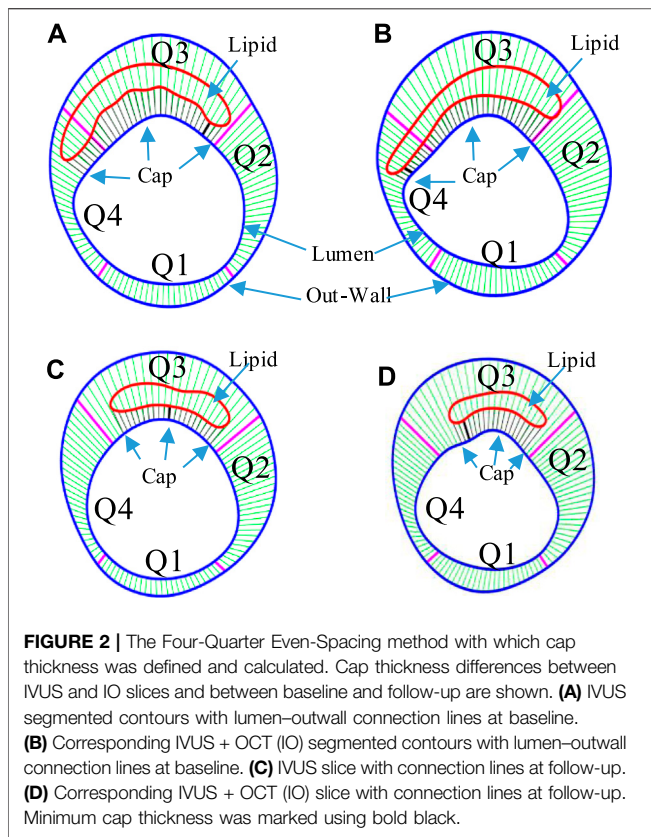 A
Q3
Lipid
B
Q3
Lipid
Cap
Q2
Cap
Q2
Q4
Q4
Lumen
Q1
Q1
Out-Wall
C
Q3
Lipid
D
Q3
Lipid
Cap
Q2
Cap
Q2
Q4
Q4
Q1
Q1
FIGURE 2 | The Four-Quarter Even-Spacing method with which cap
thickness was defined and calculated. Cap thickness differences between
IVUS and IO slices and between baseline and follow-up are shown. (A) IVUS
segmented contours with lumen–outwall connection lines at baseline.
(B) Corresponding IVUS + OCT (IO) segmented contours with lumen–outwall
connection lines at baseline. (C) IVUS slice with connection lines at follow-up.
(D) Corresponding IVUS + OCT (IO) slice with connection lines at follow-up.
Minimum cap thickness was marked using bold black.